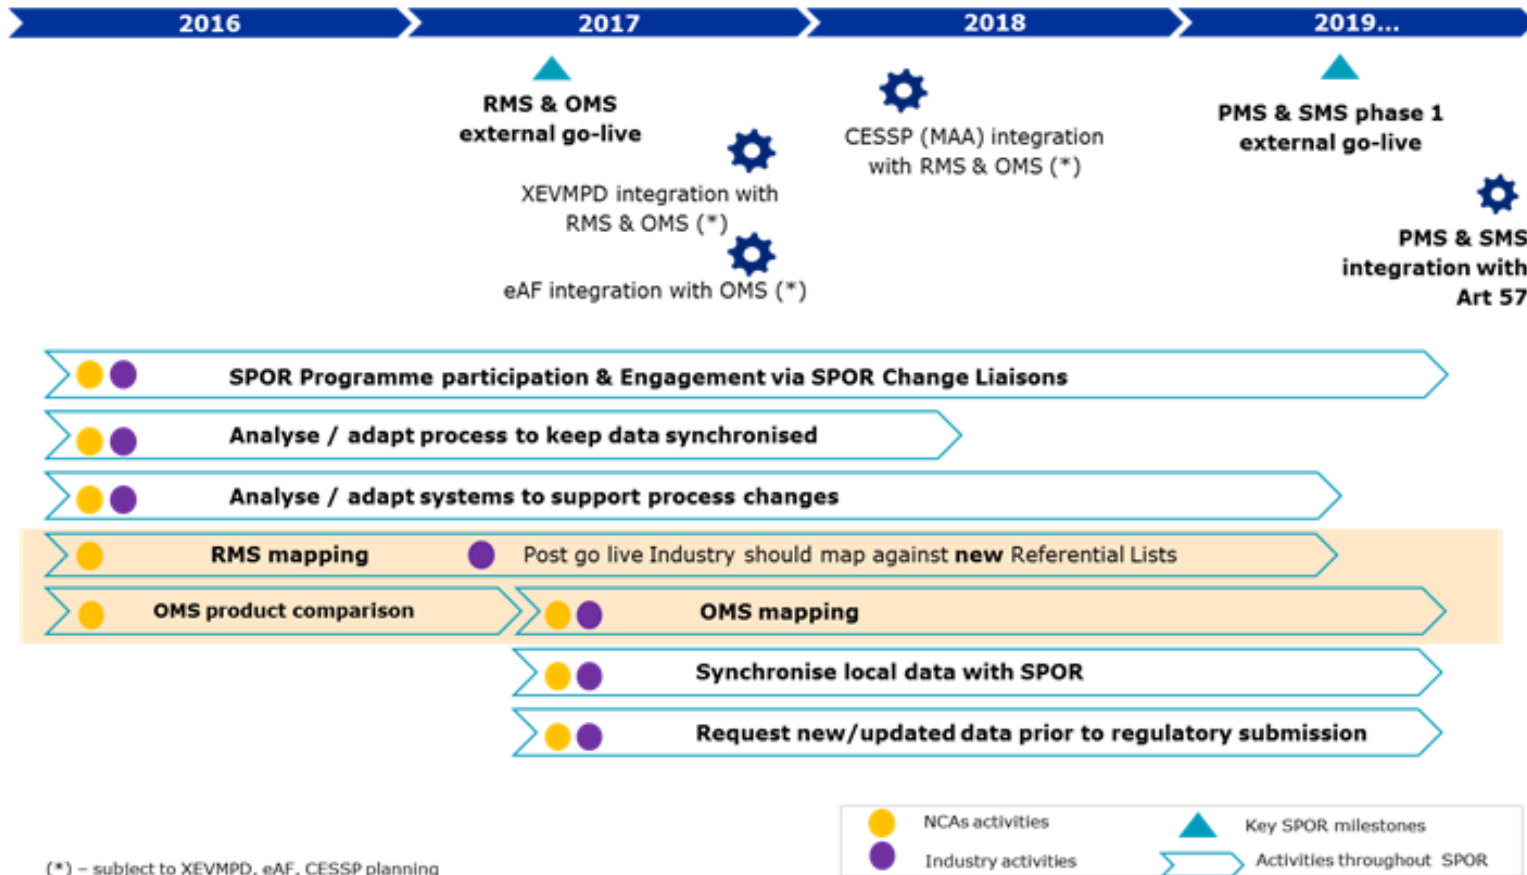 2016
2017
2018
2019...
RMS & OMS
external go-live
XEVMPD integration with
RMS & OMS (*)
eAF integration with OMS (*)
CESSP (MAA) integration
with RMS & OMS (*)
PMS & SMS phase 1
external go-live
PMS & SMS
integration with
Art 57
SPOR Programme participation & Engagement via SPOR Change Liaisons
Analyse / adapt process to keep data synchronised
Analyse / adapt systems to support process changes
RMS mapping
Post go live Industry should map against new Referential Lists
OMS product comparison
OMS mapping
Synchronise local data with SPOR
Request new/updated data prior to regulatory submission
NCAs activities
Key SPOR milestones
Industry activities
Activities throughout SPOR
(*) – subject to XEVMPD, eAF, CESSP planning